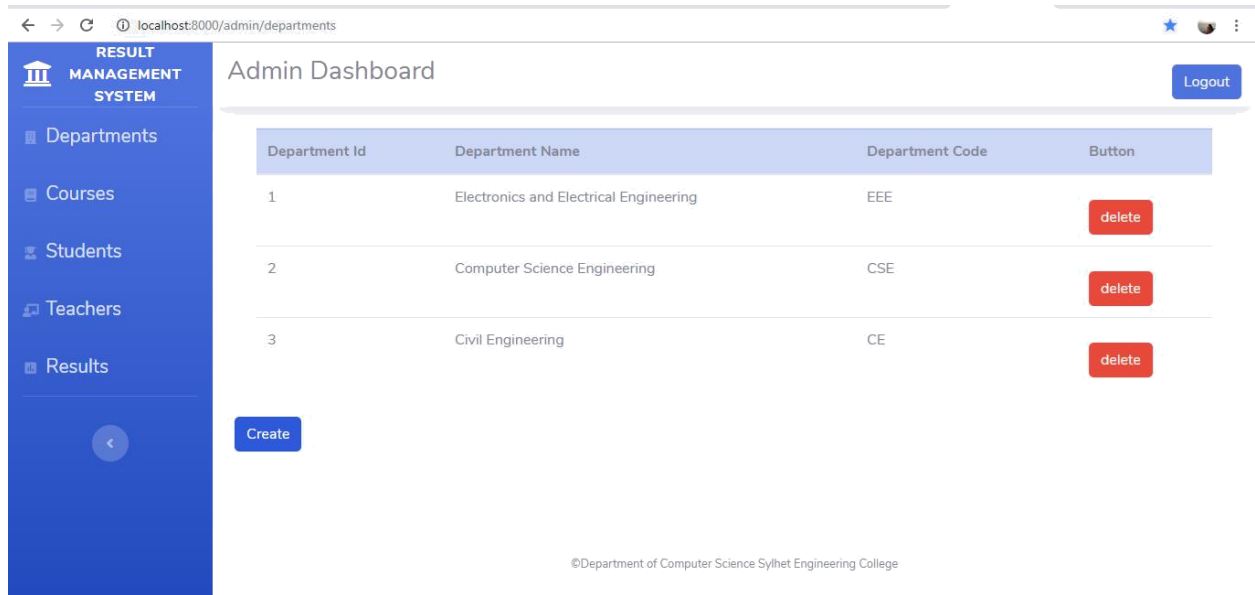 localhost:8000/admin/departments
RESULT
MANAGEMENT
SYSTEM
Admin Dashboard
Logout
Departments
Courses
Students
Teachers
Results
Department Id Department Name Department Code Button
1 Electronics and Electrical Engineering EEE delete
2 Computer Science Engineering CSE delete
3 Civil Engineering CE delete
Create
©Department of Computer Science Sylhet Engineering College